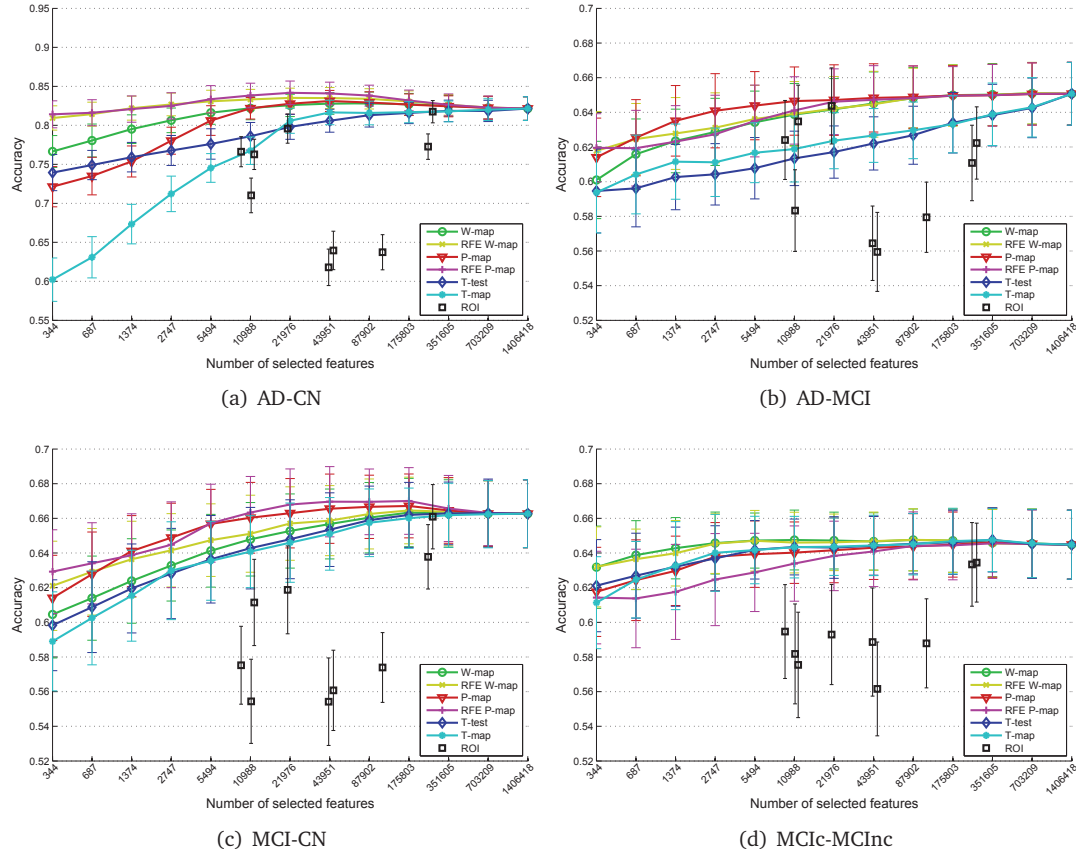 0.95
0.9
0.85
0.8
0.75
0.7
0.65
0.6
0.55
Accuracy
344
687
1374
2747
5494
10988
21976
43951
87902
175803
351605
703209
1406418
Number of selected features
W-map
RFE W-map
P-map
RFE P-map
T-test
T-map
ROI
(a) AD-CN
0.7
0.68
0.66
0.64
0.62
0.6
0.58
0.56
0.54
0.52
Accuracy
344
687
1374
2747
5494
10988
21976
43951
87902
175803
351605
703209
1406418
Number of selected features
W-map
RFE W-map
P-map
RFE P-map
T-test
T-map
ROI
(b) AD-MCI
0.7
0.68
0.66
0.64
0.62
0.6
0.58
0.56
0.54
0.52
Accuracy
344
687
1374
2747
5494
10988
21976
43951
87902
175803
351605
703209
1406418
Number of selected features
W-map
RFE W-map
P-map
RFE P-map
T-test
T-map
ROI
(c) MCI-CN
0.7
0.68
0.66
0.64
0.62
0.6
0.58
0.56
0.54
0.52
Accuracy
344
687
1374
2747
5494
10988
21976
43951
87902
175803
351605
703209
1406418
Number of selected features
W-map
RFE W-map
P-map
RFE P-map
T-test
T-map
ROI
(d) MCIc-MCInc